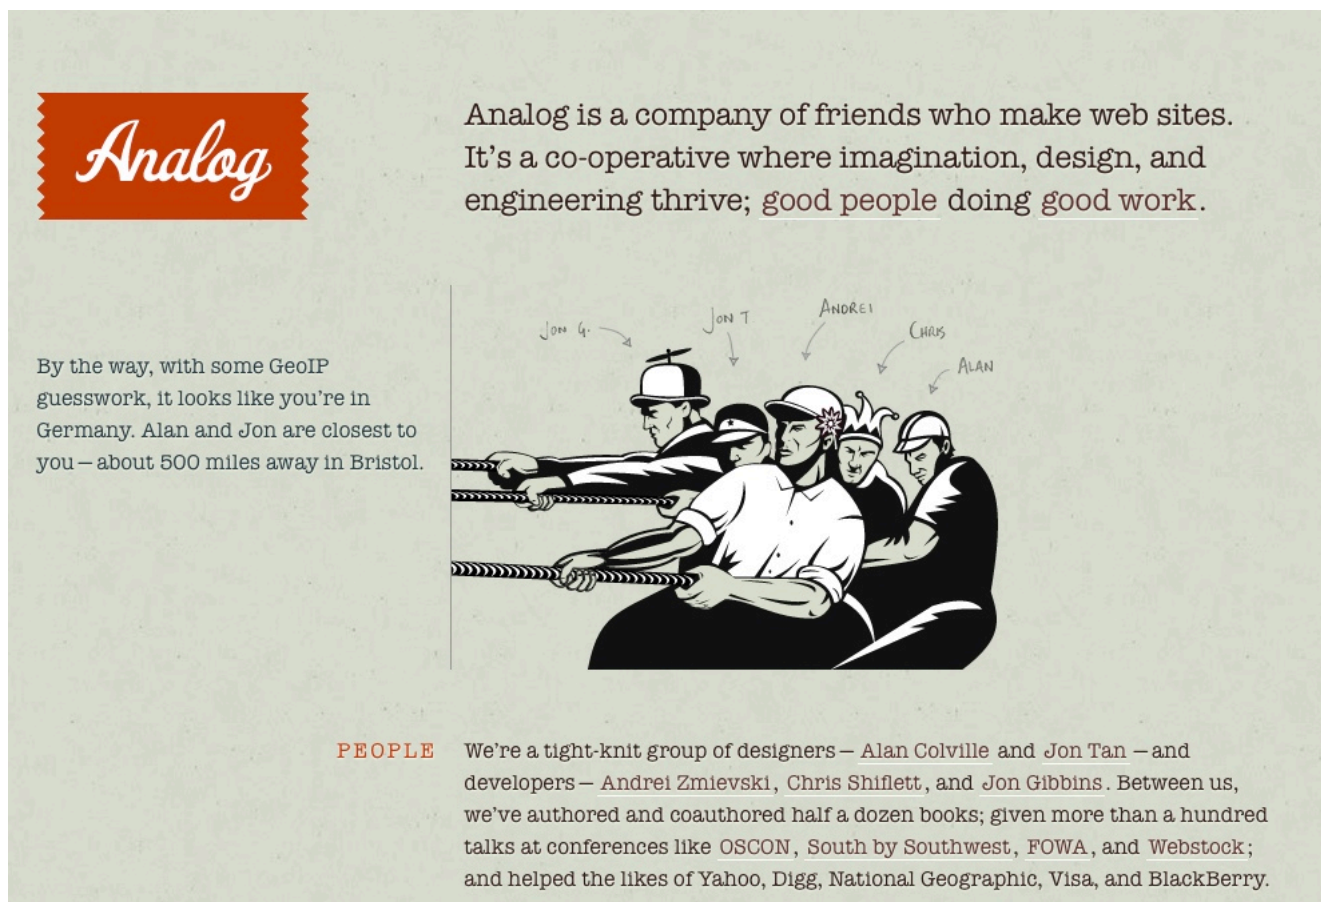 Analog
Analog is a company of friends who make web sites.
It's a co-operative where imagination, design, and
engineering thrive; good people doing good work.
By the way, with some GeoIP
guesswork, it looks like you're in
Germany. Alan and Jon are closest to
you – about 500 miles away in Bristol.
JON G.
JON T
ANDREI
CHRIS
ALAN
PEOPLE
We're a tight-knit group of designers – Alan Colville and Jon Tan – and
developers – Andrei Zmievski, Chris Shiflett, and Jon Gibbins. Between us,
we've authored and coauthored half a dozen books; given more than a hundred
talks at conferences like OSCON, South by Southwest, FOWA, and Webstock;
and helped the likes of Yahoo, Digg, National Geographic, Visa, and BlackBerry.